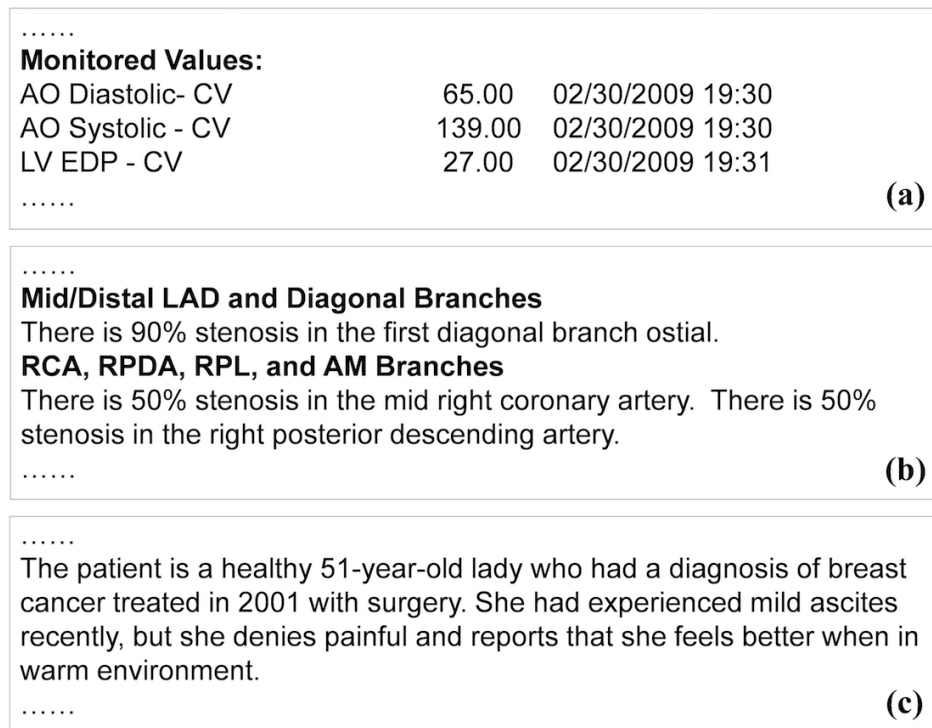 ......
Monitored Values:
AO Diastolic- CV 65.00 02/30/2009 19:30
AO Systolic - CV 139.00 02/30/2009 19:30
LV EDP - CV 27.00 02/30/2009 19:31
......
(a)
......
Mid/Distal LAD and Diagonal Branches
There is 90% stenosis in the first diagonal branch ostial.
RCA, RPDA, RPL, and AM Branches
There is 50% stenosis in the mid right coronary artery. There is 50%
stenosis in the right posterior descending artery.
......
(b)
......
The patient is a healthy 51-year-old lady who had a diagnosis of breast
cancer treated in 2001 with surgery. She had experienced mild ascites
recently, but she denies painful and reports that she feels better when in
warm environment.
......
(c)